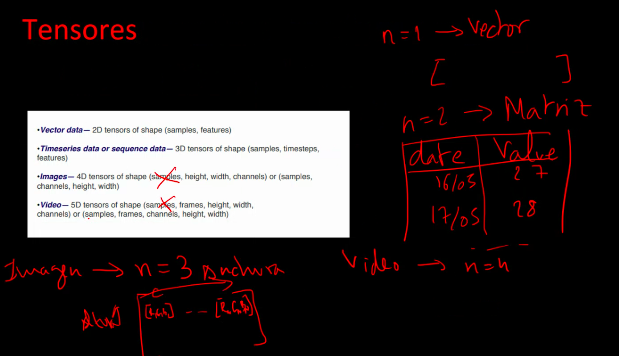 Tensores
n=1 → Vector
[ ]
n=2 → Matriz
date | Value
16/05 27
17/05 28
•Vector data— 2D tensors of shape (samples, features)
•Timeseries data or sequence data— 3D tensors of shape (samples, timesteps,
features)
•Images— 4D tensors of shape (samples, height, width, channels) or (samples,
channels, height, width)
•Video— 5D tensors of shape (samples, frames, height, width,
channels) or (samples, frames, channels, height, width)
Imagen → n=3 Anchura
Video → n=4